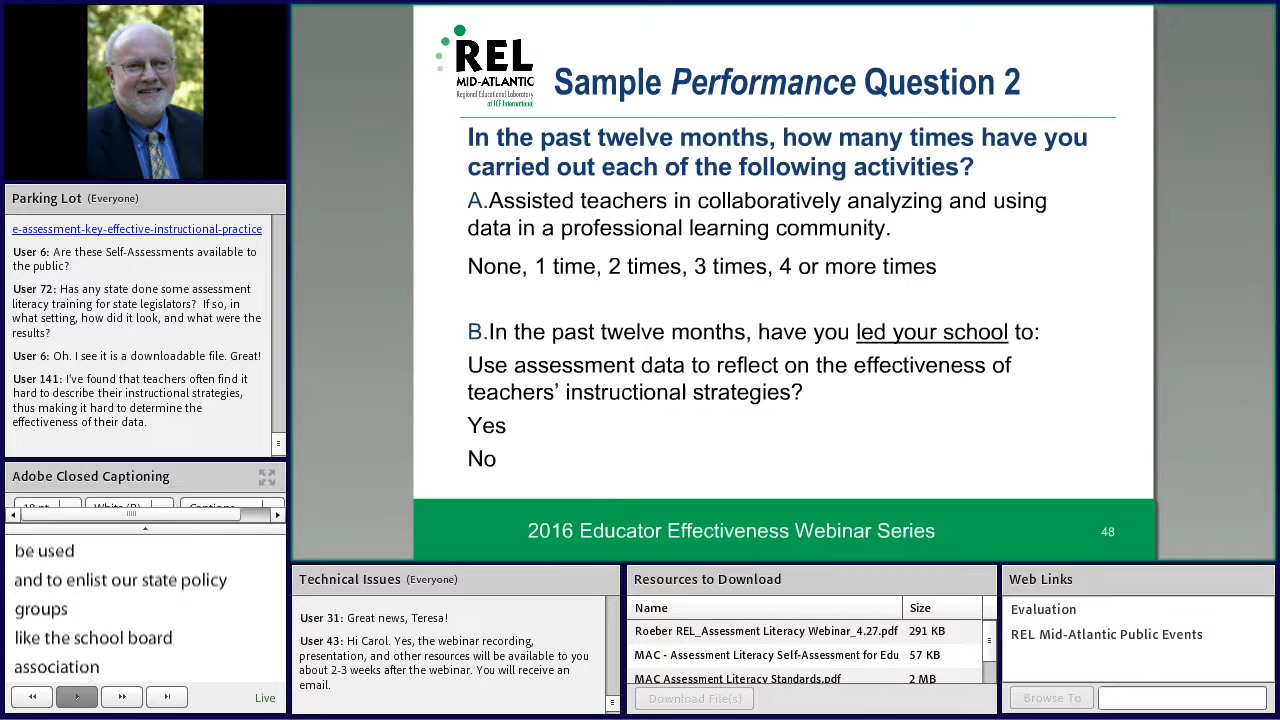 REL
MID-ATLANTIC
Regional Educational Laboratory
at ICF International
Sample Performance Question 2
In the past twelve months, how many times have you
carried out each of the following activities?
A.Assisted teachers in collaboratively analyzing and using
data in a professional learning community.
None, 1 time, 2 times, 3 times, 4 or more times
B.In the past twelve months, have you led your school to:
Use assessment data to reflect on the effectiveness of
teachers’ instructional strategies?
Yes
No
2016 Educator Effectiveness Webinar Series
48
Parking Lot (Everyone)
e-assessment-key-effective-instructional-practice
User 6: Are these Self-Assessments available to
the public?
User 72: Has any state done some assessment
literacy training for state legislators? If so, in
what setting, how did it look, and what were the
results?
User 6: Oh. I see it is a downloadable file. Great!
User 141: I've found that teachers often find it
hard to describe their instructional strategies,
thus making it hard to determine the
effectiveness of their data.
Adobe Closed Captioning
18 pt White (B) Captions
be used
and to enlist our state policy
groups
like the school board
association
Live
Technical Issues (Everyone)
User 31: Great news, Teresa!
User 43: Hi Carol. Yes, the webinar recording,
presentation, and other resources will be available to you
about 2-3 weeks after the webinar. You will receive an
email.
Resources to Download
Name Size
Roeber REL_Assessment Literacy Webinar_4.27.pdf 291 KB
MAC - Assessment Literacy Self-Assessment for Edu 57 KB
MAC Assessment Literacy Standards.pdf 2 MB
Download File(s)
Web Links
Evaluation
REL Mid-Atlantic Public Events
Browse To